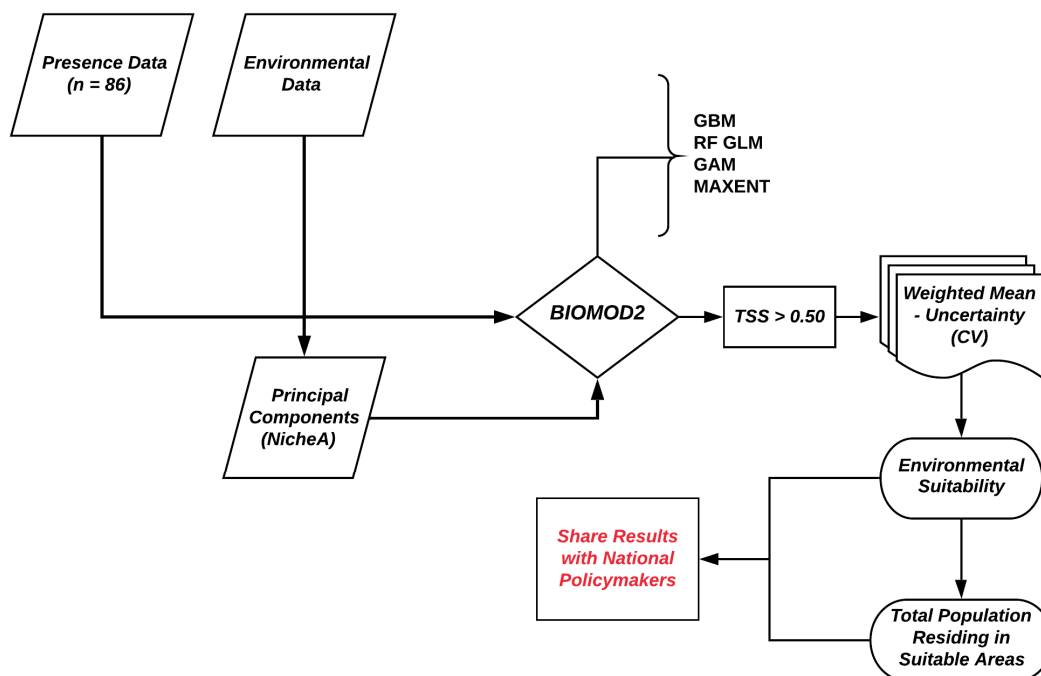 Presence Data
(n = 86)
Environmental
Data
GBM
RF GLM
GAM
MAXENT
BIOMOD2
TSS > 0.50
Weighted Mean
- Uncertainty
(CV)
Principal
Components
(NicheA)
Environmental
Suitability
Share Results
with National
Policymakers
Total Population
Residing in
Suitable Areas